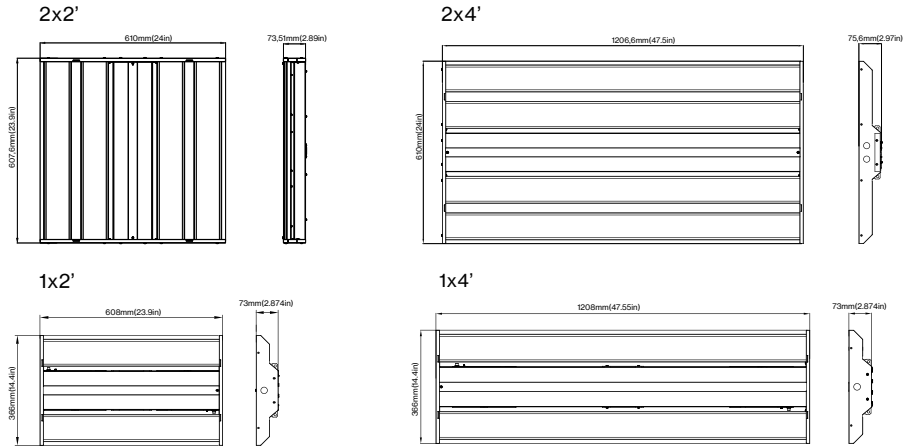 2x2’
610mm(24in)
73,51mm(2.89in)
607,6mm(23.9in)
2x4’
1206,6mm(47.5in)
75,6mm(2.97in)
610mm(24in)
1x2’
608mm(23.9in)
73mm(2.874in)
366mm(14.4in)
1x4’
1208mm(47.55in)
73mm(2.874in)
366mm(14.4in)